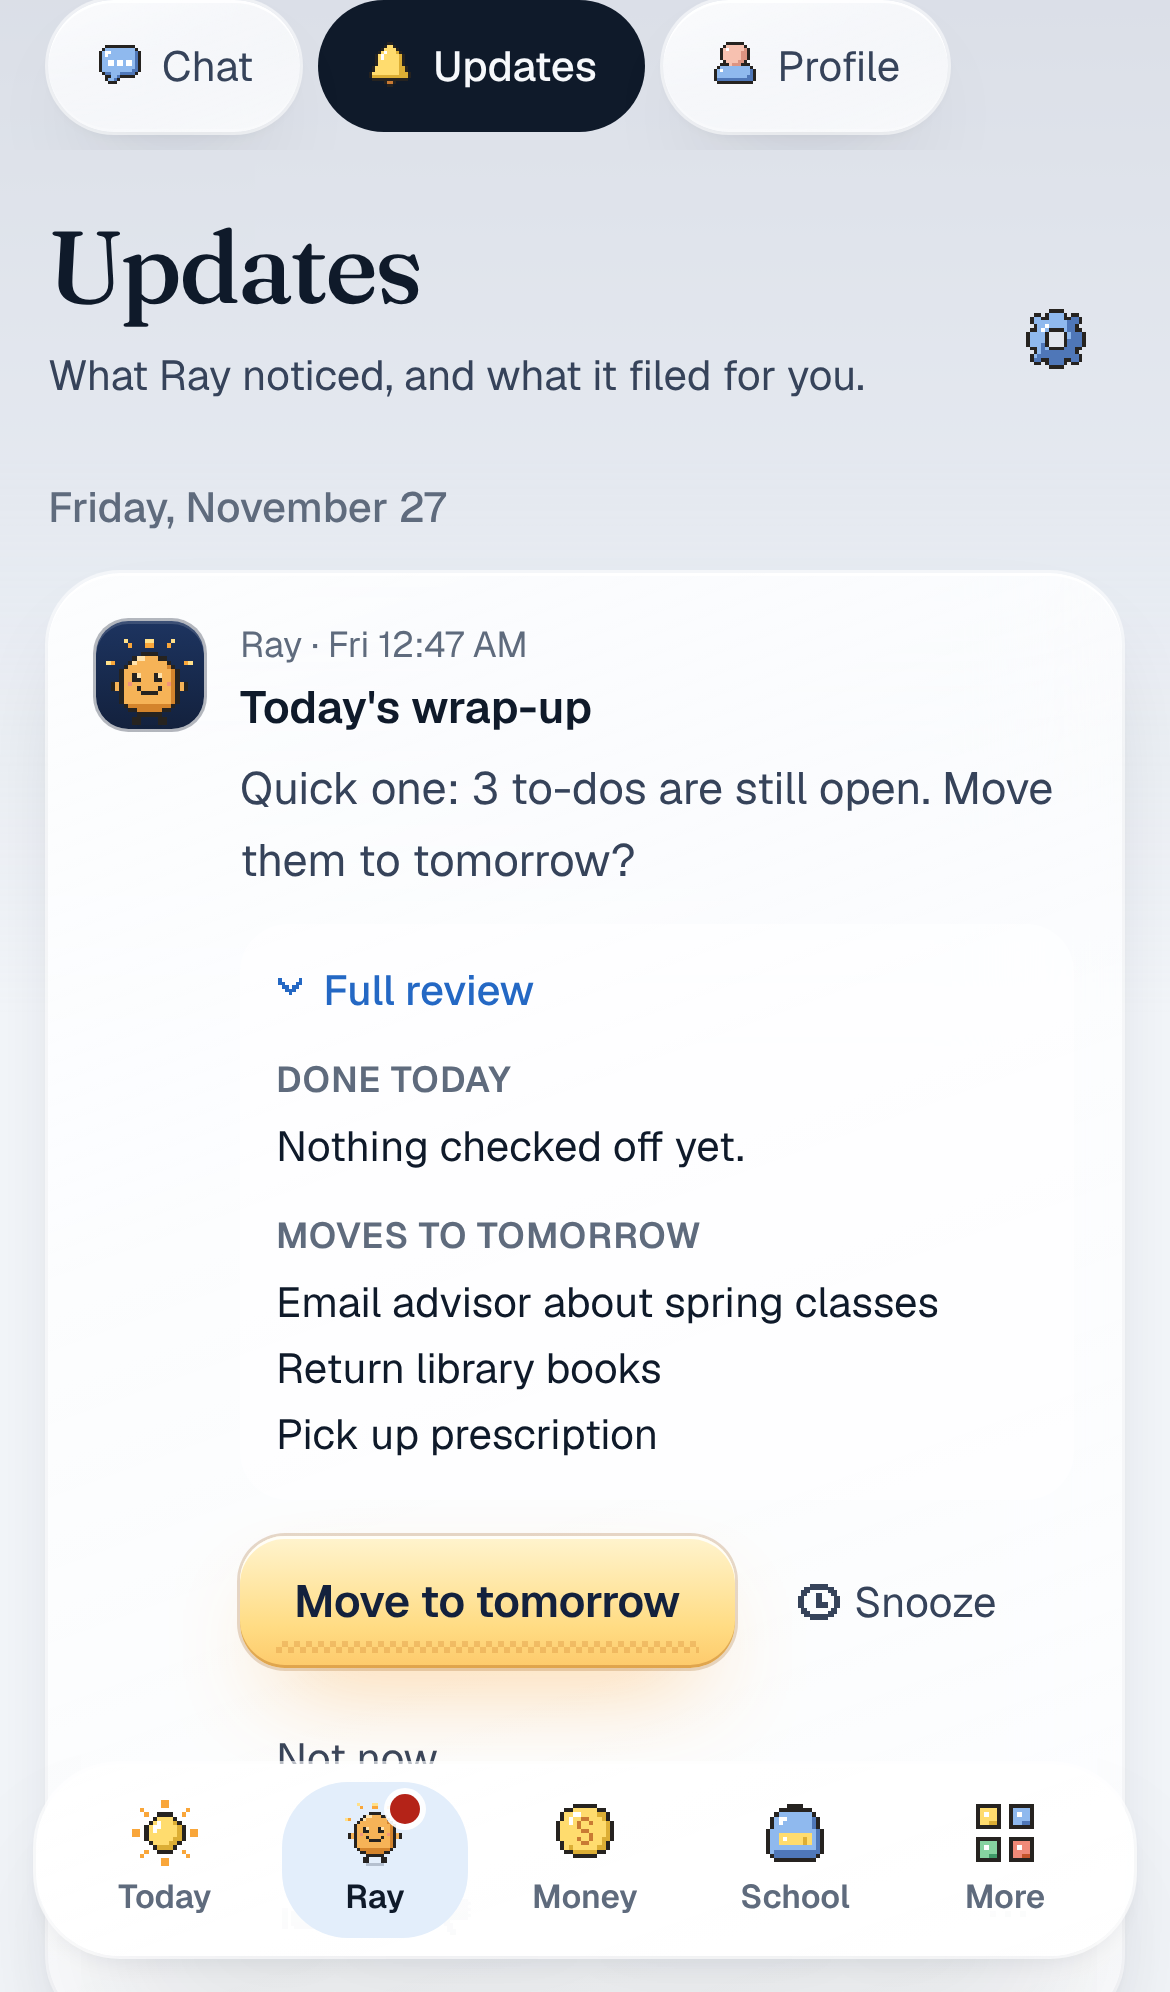 Chat
Updates
Profile
Updates
What Ray noticed, and what it filed for you.
Friday, November 27
Ray · Fri 12:47 AM
Today's wrap-up
Quick one: 3 to-dos are still open. Move
them to tomorrow?
Full review
DONE TODAY
Nothing checked off yet.
MOVES TO TOMORROW
Email advisor about spring classes
Return library books
Pick up prescription
Move to tomorrow
Snooze
Not now
Today
Ray
Money
School
More